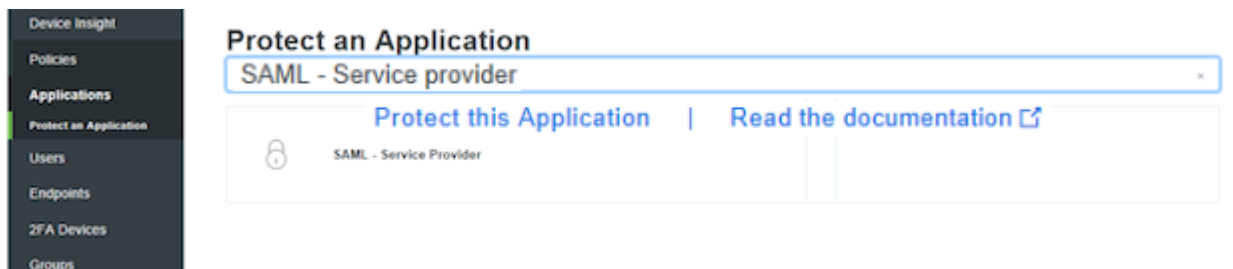 Device Insight
Policies
Applications
Protect an Application
Users
Endpoints
2FA Devices
Groups
Protect an Application
SAML - Service provider ×
Protect this Application | Read the documentation
SAML - Service Provider